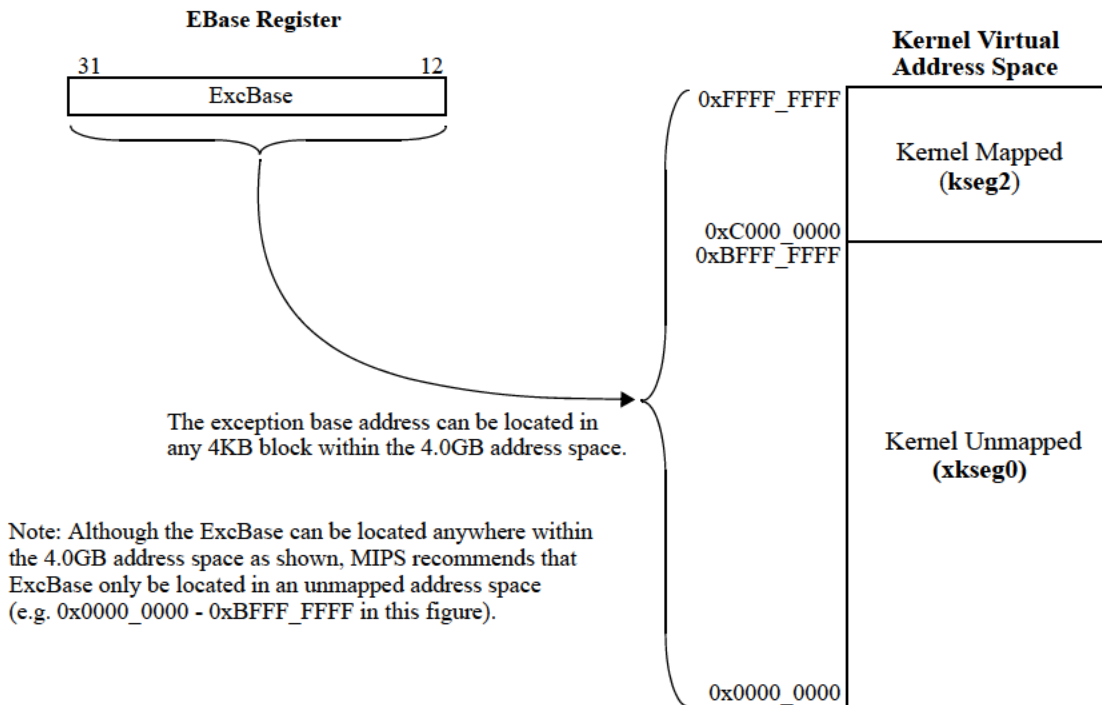 EBase Register
31 12
ExcBase
Kernel Virtual
Address Space
0xFFFF_FFFF
Kernel Mapped
(kseg2)
0xC000_0000
0xBFFF_FFFF
The exception base address can be located in
any 4KB block within the 4.0GB address space.
Kernel Unmapped
(xkseg0)
Note: Although the ExcBase can be located anywhere within
the 4.0GB address space as shown, MIPS recommends that
ExcBase only be located in an unmapped address space
(e.g. 0x0000_0000 - 0xBFFF_FFFF in this figure).
0x0000_0000